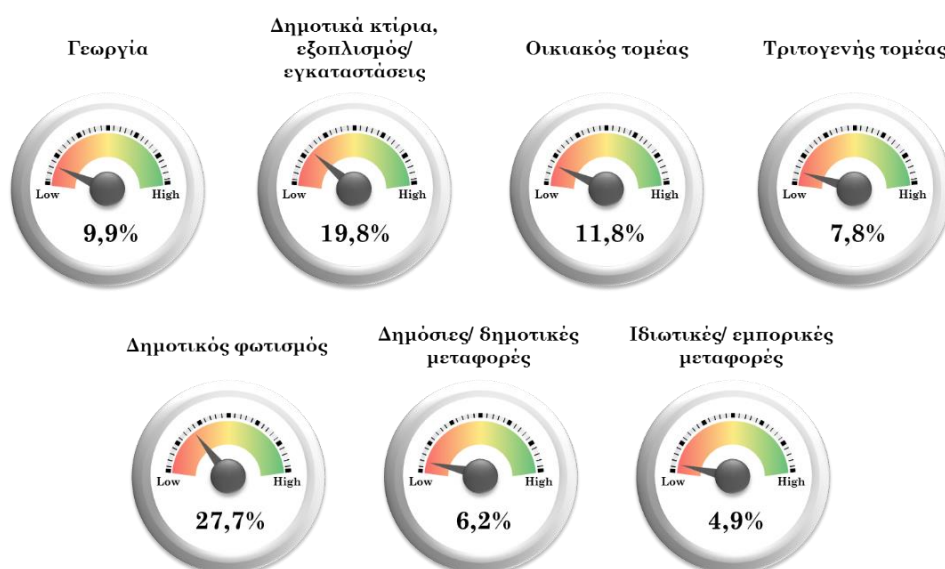 Γεωργία
Δημοτικά κτίρια,
εξοπλισμός/
εγκαταστάσεις
Οικιακός τομέας
Τριτογενής τομέας
Low High
9,9%
Low High
19,8%
Low High
11,8%
Low High
7,8%
Δημοτικός φωτισμός
Δημόσιες/ δημοτικές
μεταφορές
Ιδιωτικές/ εμπορικές
μεταφορές
Low High
27,7%
Low High
6,2%
Low High
4,9%